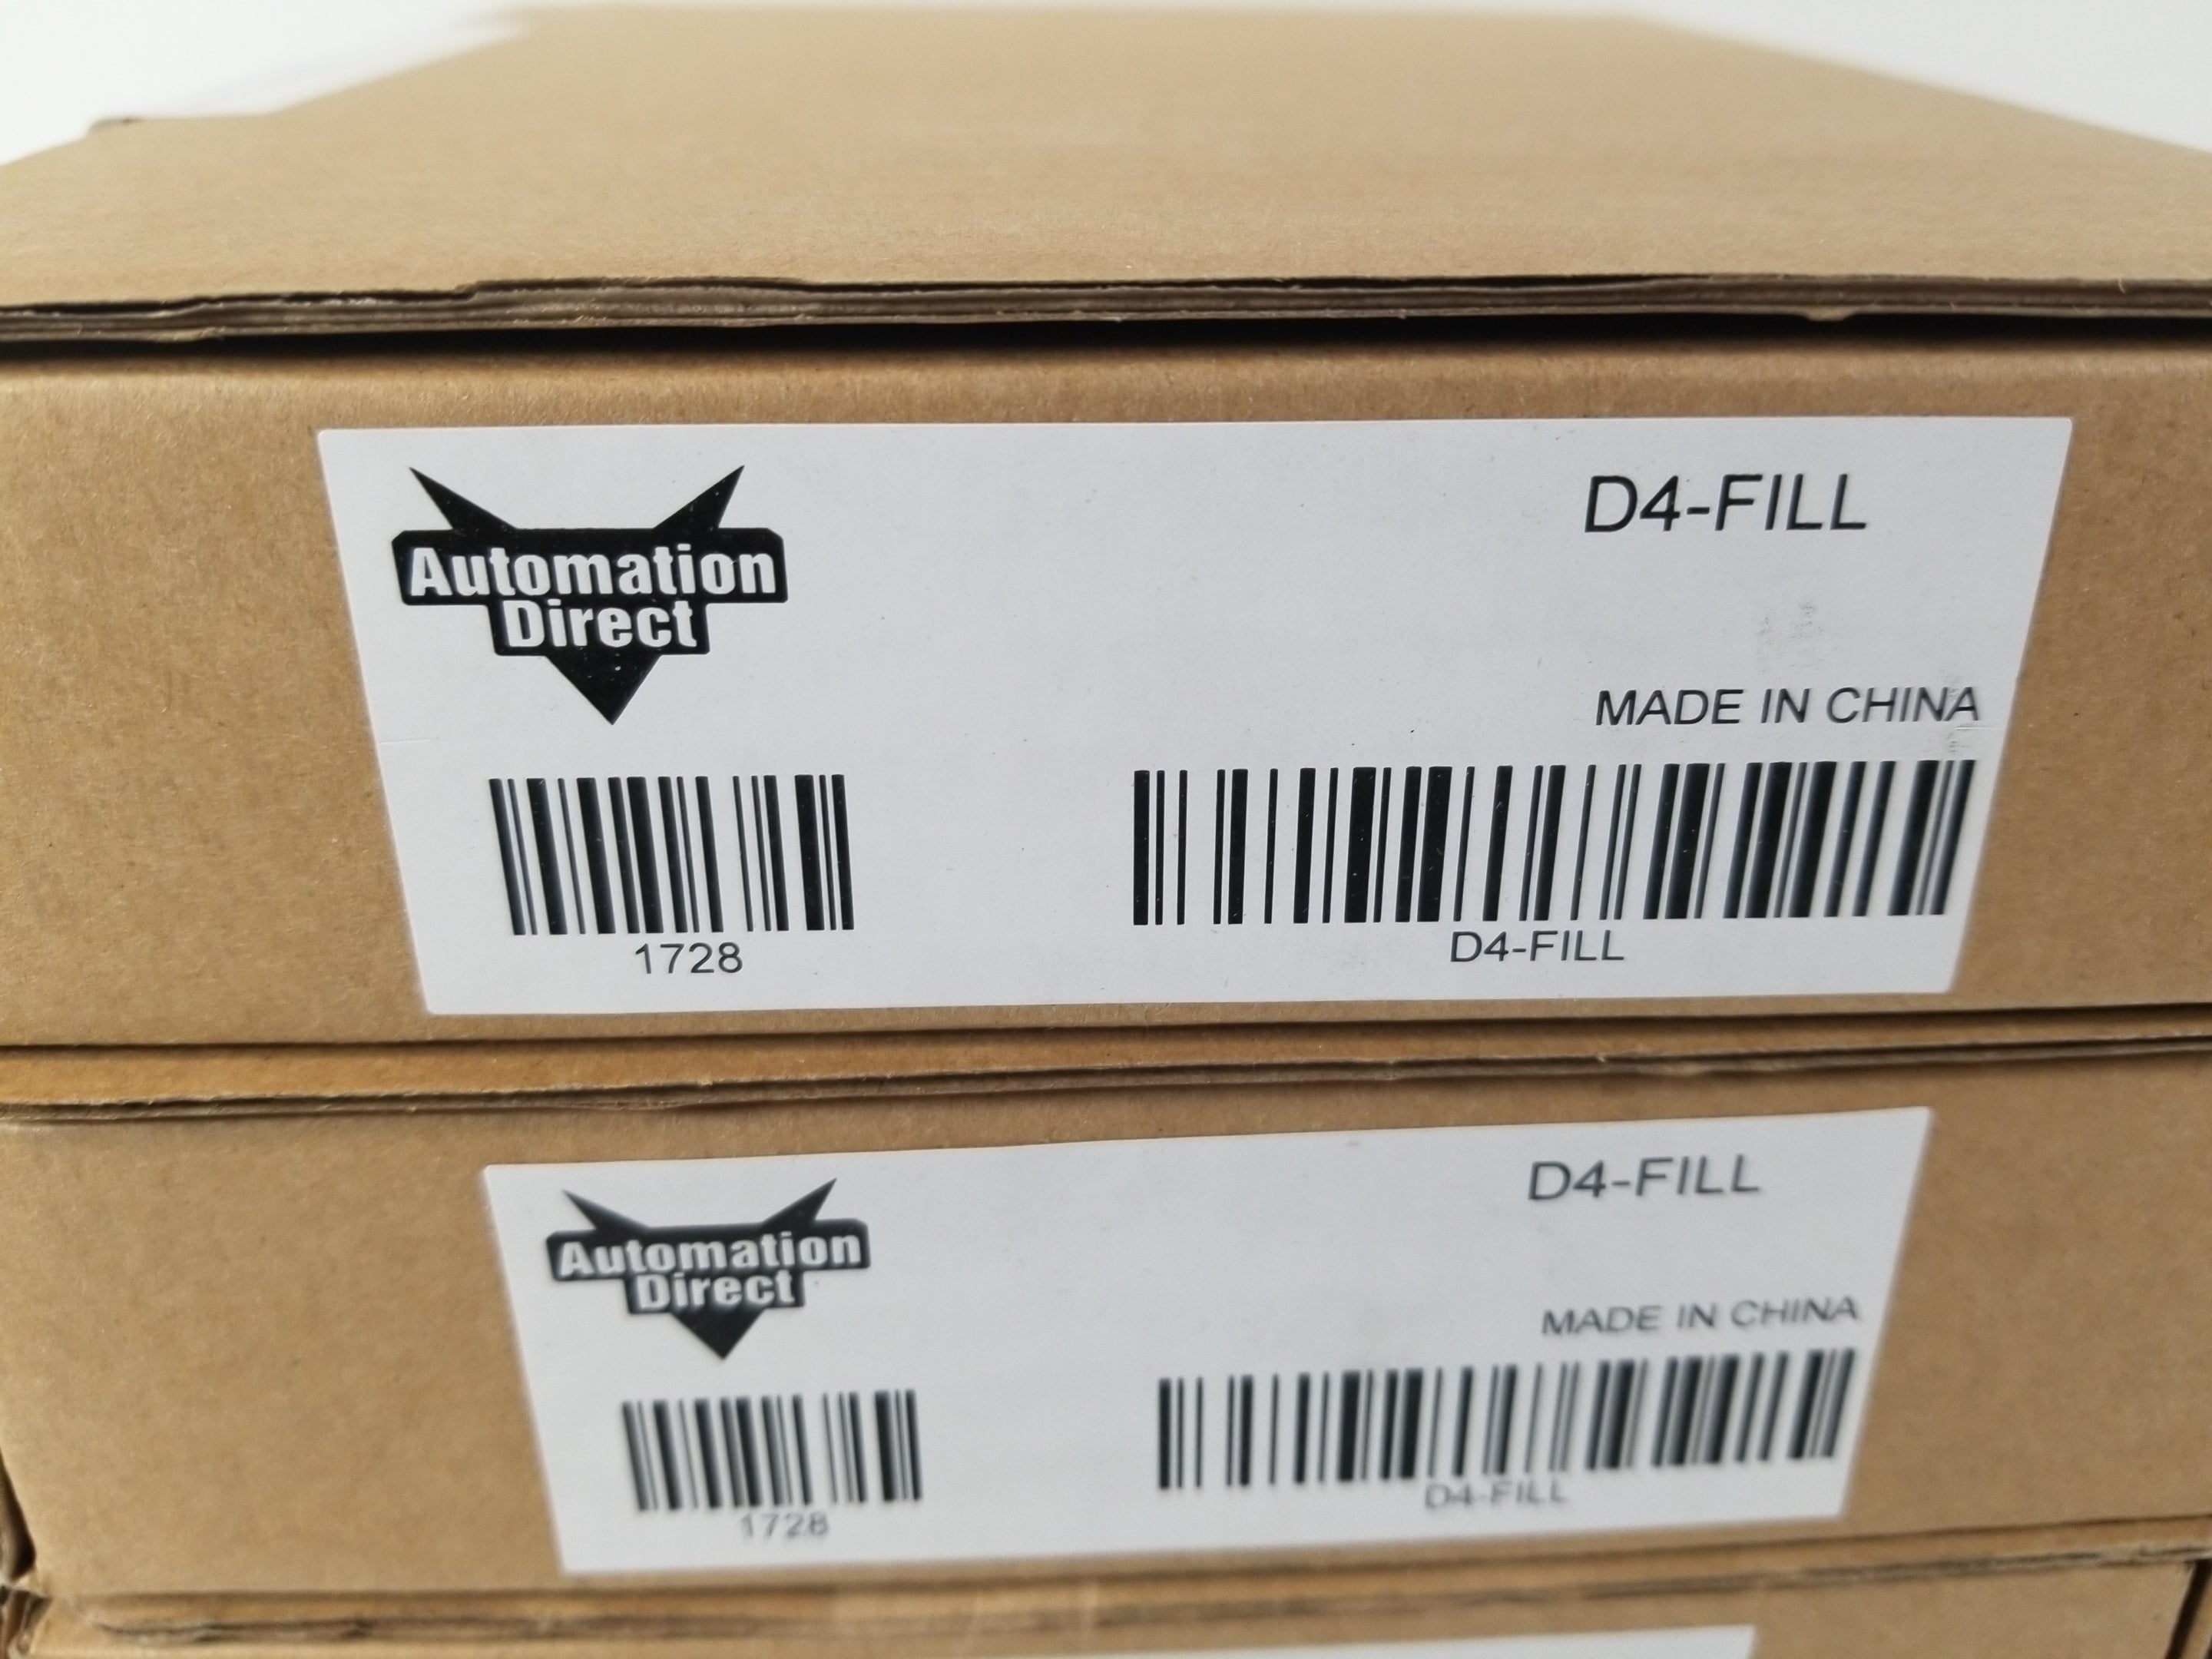 D4-FILL
Automation
Direct
MADE IN CHINA
1728
D4-FILL
D4-FILL
Automation
Direct
MADE IN CHINA
1728
D4-FILL